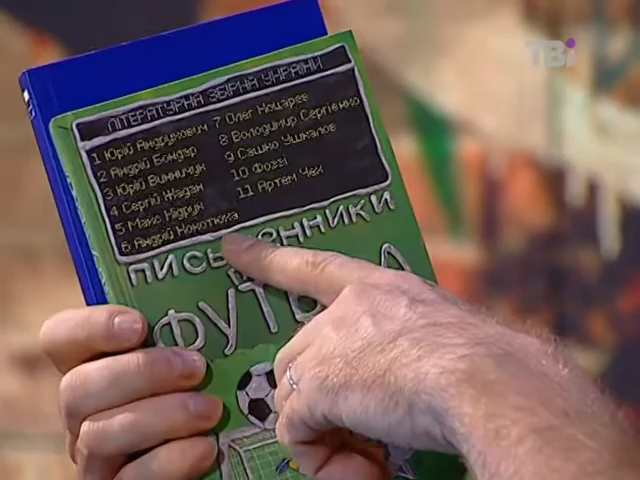 ТВі
ЛІТЕРАТУРНА ЗБІРНА УКРАЇНИ
1 Юрій Андрухович
2 Андрій Бондар
3 Юрій Винничук
4 Сергій Жадан
5 Макс Кідрук
6 Андрій Кокотюха
7 Олег Коцарев
8 Володимир Сергієнко
9 Сашко Ушкалов
10 Фоззі
11 Артем Чех
ПИСЬМЕННИКИ
ФУТБОЛ